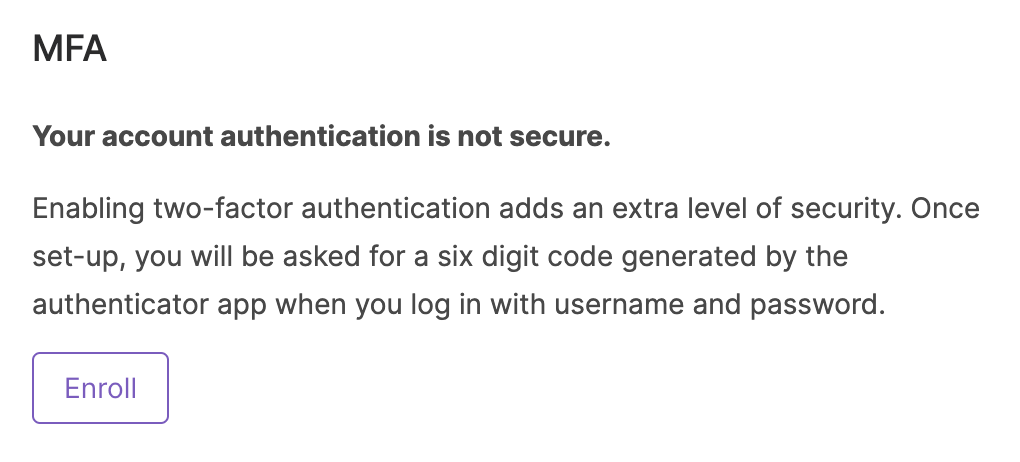 MFA
Your account authentication is not secure.
Enabling two-factor authentication adds an extra level of security. Once
set-up, you will be asked for a six digit code generated by the
authenticator app when you log in with username and password.
Enroll